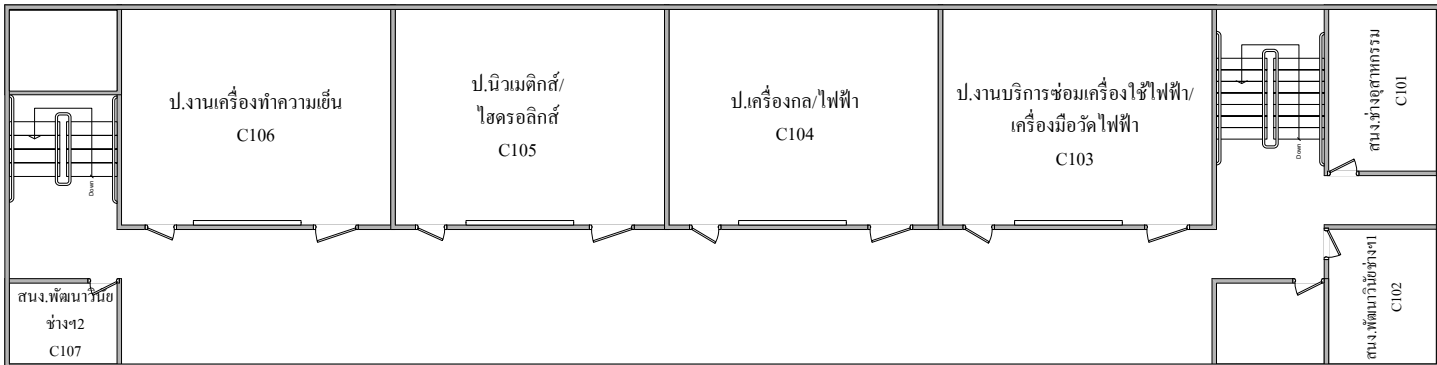 ป.งานเครื่องทำความเย็น
C106
ป.นิวเมติกส์/
ไฮดรอลิกส์
C105
ป.เครื่องกล/ไฟฟ้า
C104
ป.งานบริการซ่อมเครื่องใช้ไฟฟ้า/
เครื่องมือวัดไฟฟ้า
C103
สนง.ช่างอุสาหกรรม
C101
Down
Down
สนง.พัฒนาวินัย
ช่างฯ2
C107
สนง.พัฒนาวินัยช่างฯ1
C102